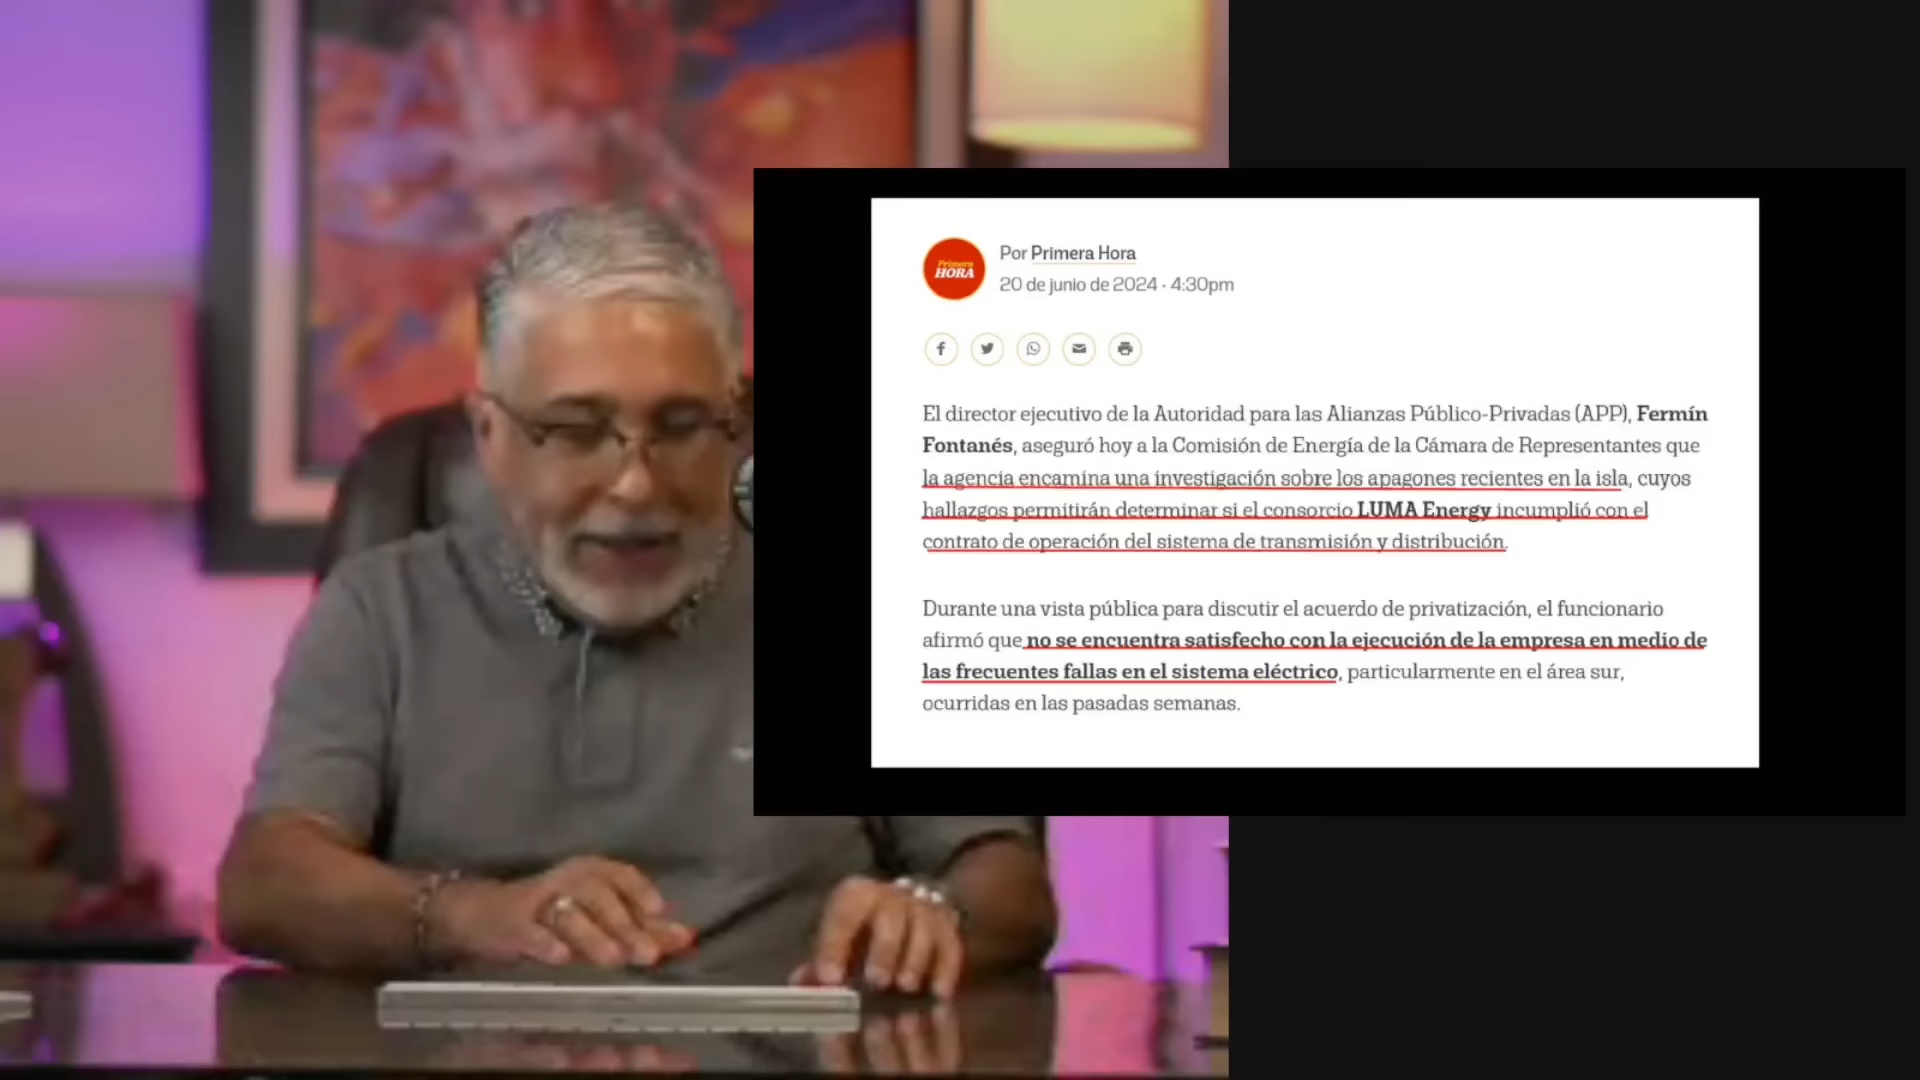 Primera
HORA
Por Primera Hora
20 de junio de 2024 · 4:30pm
El director ejecutivo de la Autoridad para las Alianzas Público-Privadas (APP), Fermín
Fontanés, aseguró hoy a la Comisión de Energía de la Cámara de Representantes que
la agencia encamina una investigación sobre los apagones recientes en la isla, cuyos
hallazgos permitirán determinar si el consorcio LUMA Energy incumplió con el
contrato de operación del sistema de transmisión y distribución.
Durante una vista pública para discutir el acuerdo de privatización, el funcionario
afirmó que no se encuentra satisfecho con la ejecución de la empresa en medio de
las frecuentes fallas en el sistema eléctrico, particularmente en el área sur,
ocurridas en las pasadas semanas.